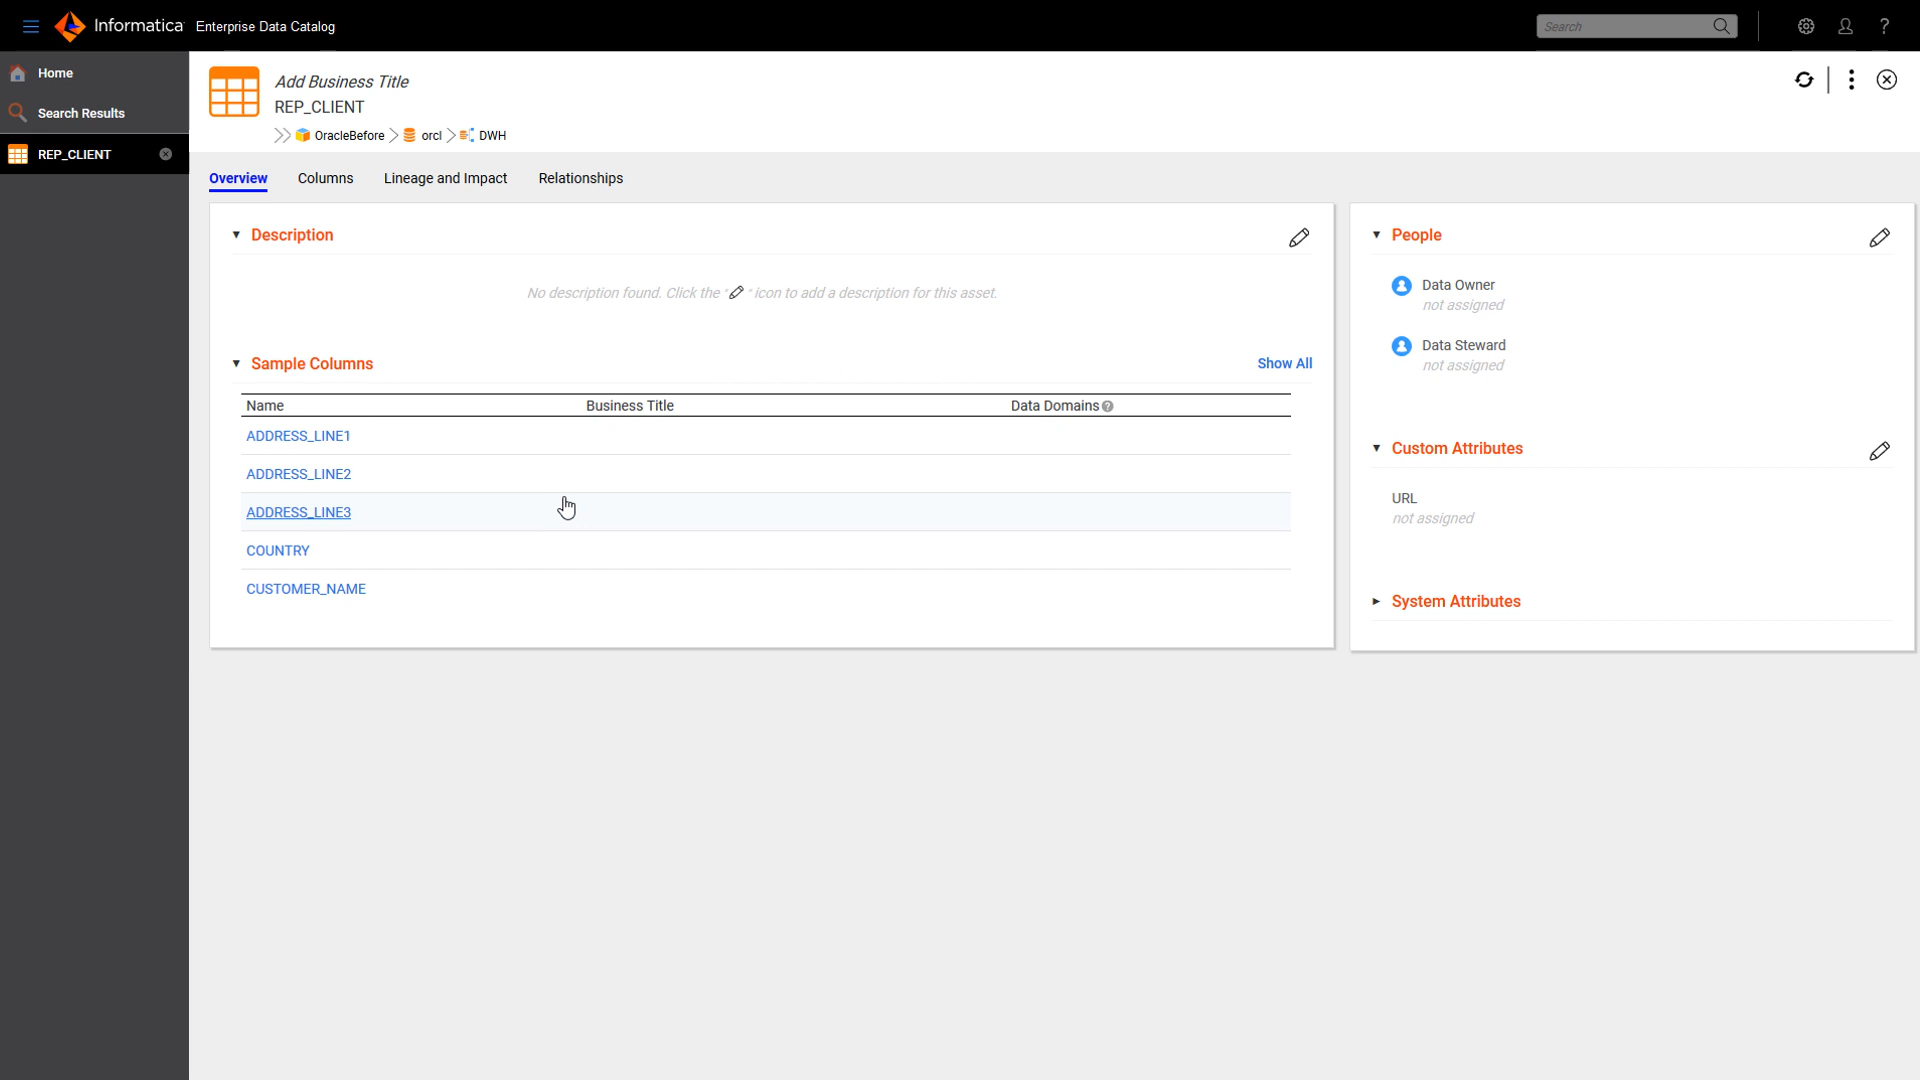 Informatica Enterprise Data Catalog
Search
?
Home
Search Results
REP_CLIENT
Add Business Title
REP_CLIENT
OracleBefore orcl DWH
Overview Columns Lineage and Impact Relationships
Description
No description found. Click the " " icon to add a description for this asset.
Sample Columns
Show All
Name Business Title Data Domains ?
ADDRESS_LINE1
ADDRESS_LINE2
ADDRESS_LINE3
COUNTRY
CUSTOMER_NAME
People
Data Owner
not assigned
Data Steward
not assigned
Custom Attributes
URL
not assigned
System Attributes